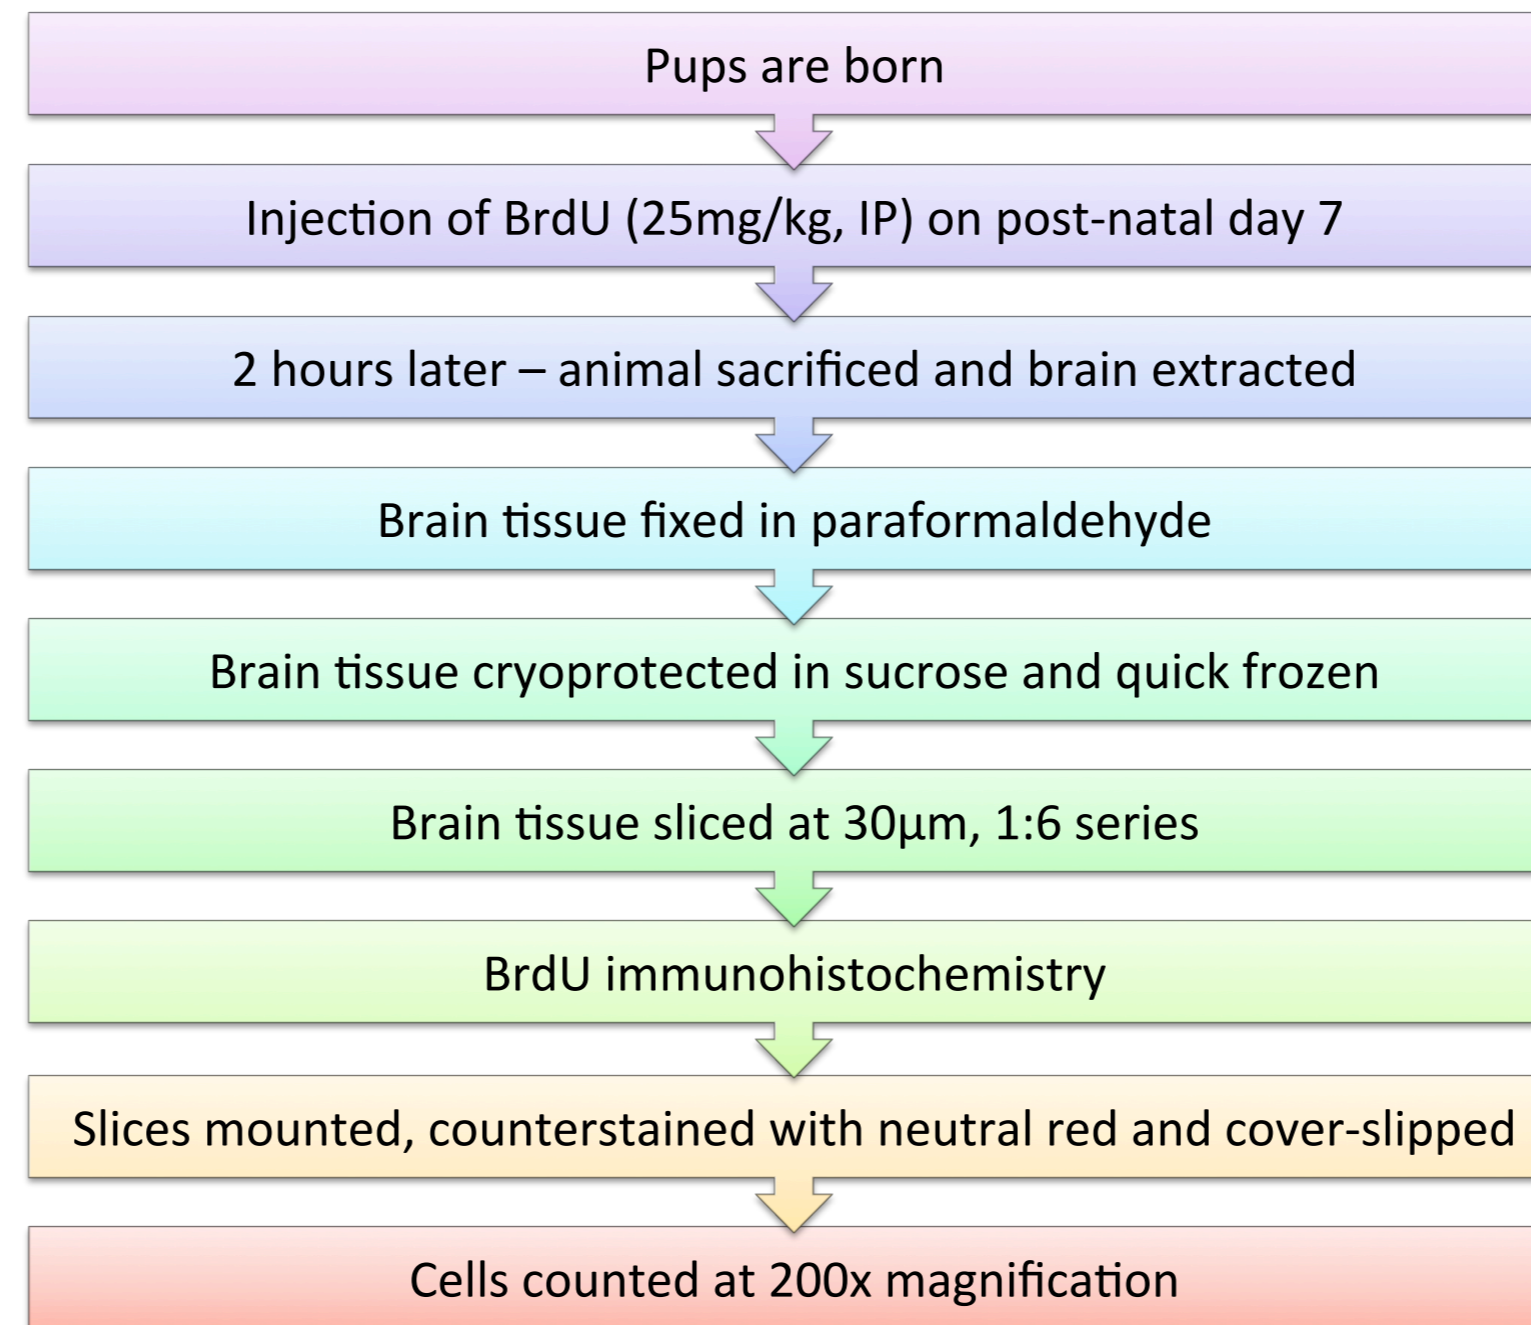 Pups are born
Injection of BrdU (25mg/kg, IP) on post-natal day 7
2 hours later – animal sacrificed and brain extracted
Brain tissue fixed in paraformaldehyde
Brain tissue cryoprotected in sucrose and quick frozen
Brain tissue sliced at 30μm, 1:6 series
BrdU immunohistochemistry
Slices mounted, counterstained with neutral red and cover-slipped
Cells counted at 200x magnification